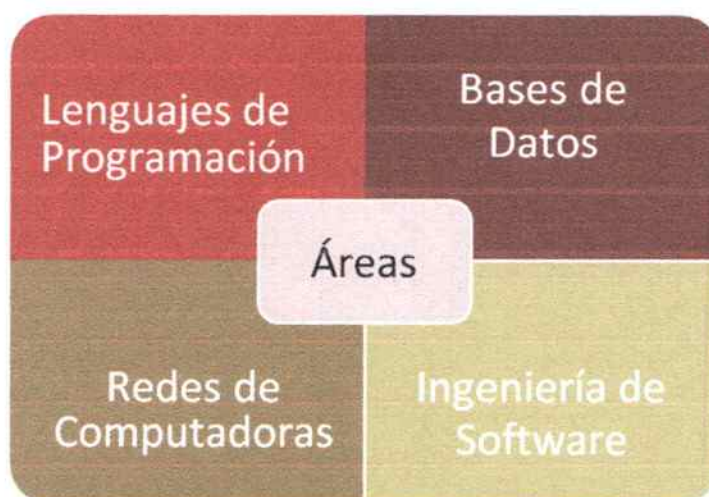 Lenguajes de
Programación
Bases de
Datos
Áreas
Redes de
Computadoras
Ingeniería de
Software